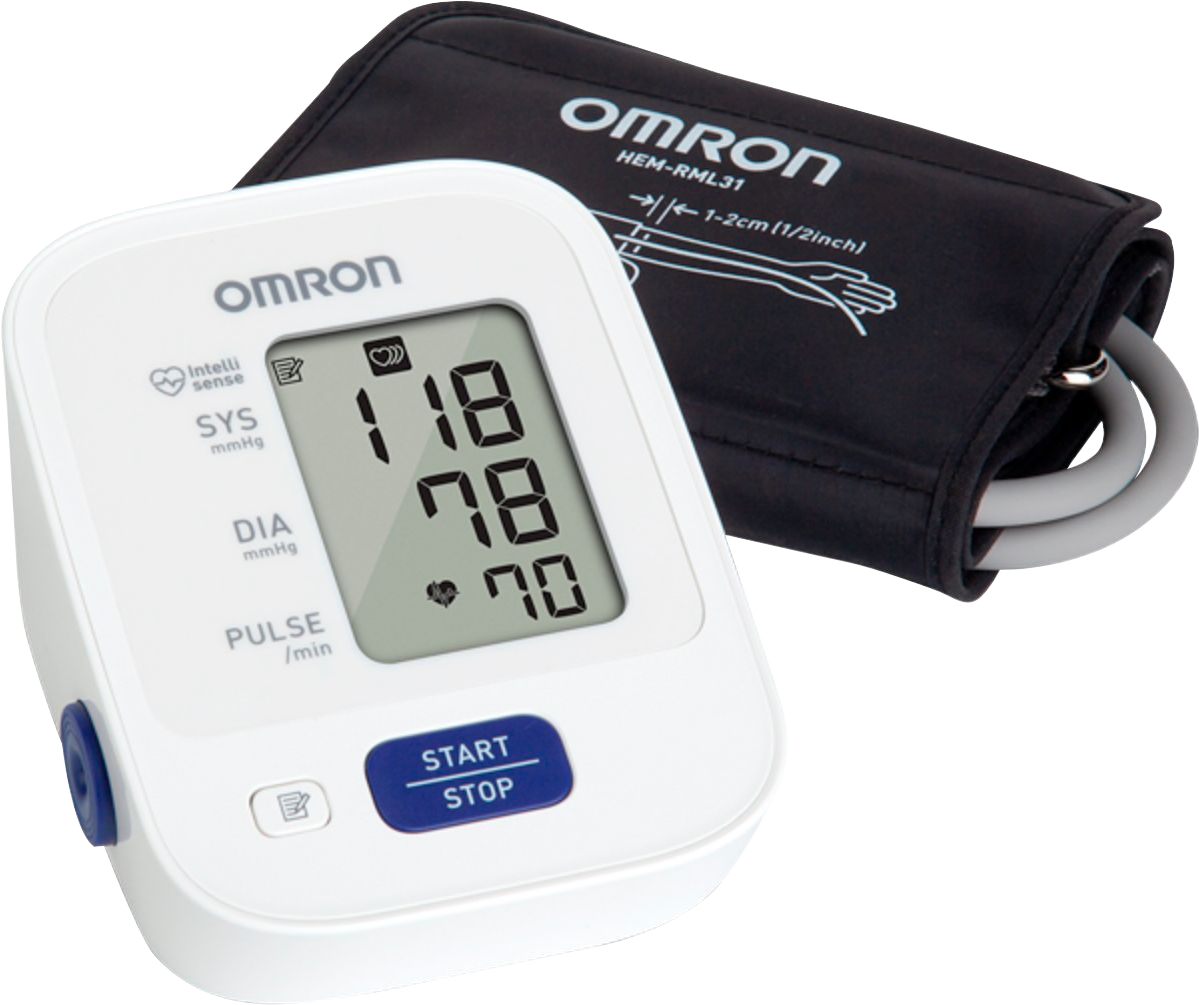 OMRON
HEM-RML31
1-2cm (1/2inch)
OMRON
Intelli
sense
SYS
mmHg
118
DIA
mmHg
78
PULSE
/min
70
START
STOP